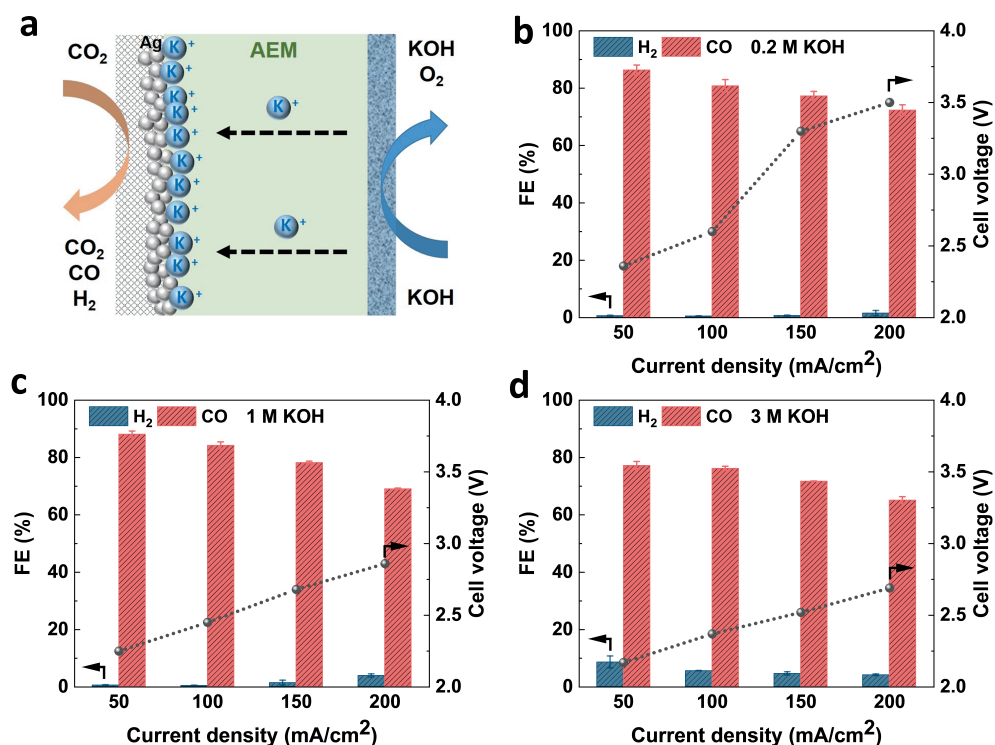 a
CO₂
Ag
AEM
KOH
O₂
K⁺
K⁺
K⁺
K⁺
K⁺
K⁺
K⁺
K⁺
K⁺
K⁺
K⁺
K⁺
K⁺
CO₂
CO
H₂
KOH
b
H₂ CO 0.2 M KOH
FE (%)
100
80
60
40
20
0
4.0
3.5
3.0
2.5
2.0
Cell voltage (V)
50 100 150 200
Current density (mA/cm²)
c
H₂ CO 1 M KOH
FE (%)
100
80
60
40
20
0
4.0
3.5
3.0
2.5
2.0
Cell voltage (V)
50 100 150 200
Current density (mA/cm²)
d
H₂ CO 3 M KOH
FE (%)
100
80
60
40
20
0
4.0
3.5
3.0
2.5
2.0
Cell voltage (V)
50 100 150 200
Current density (mA/cm²)